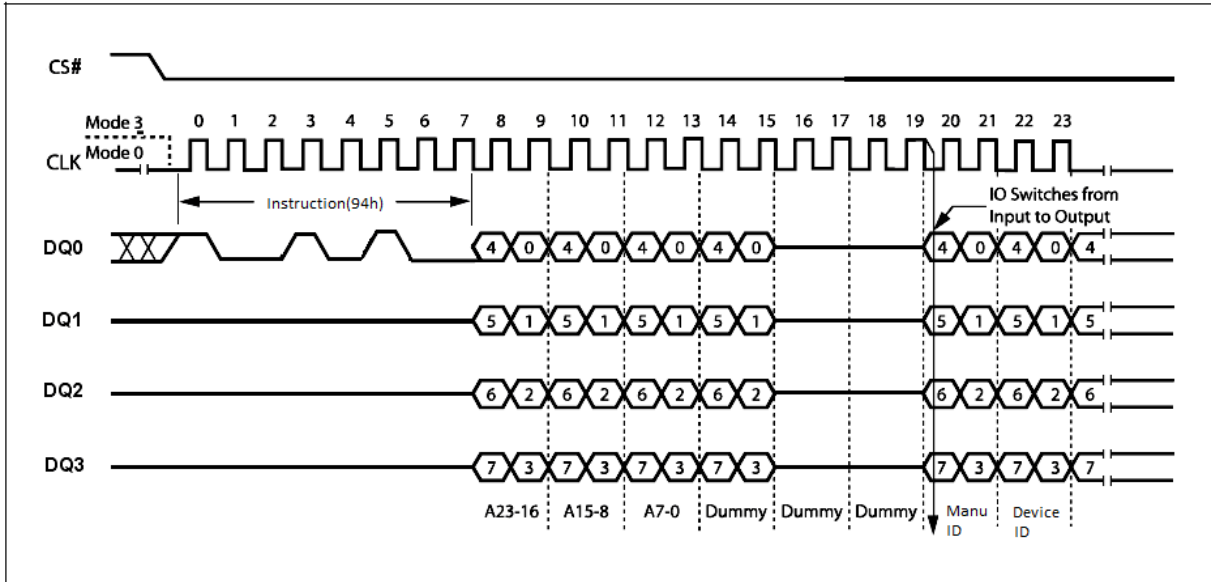 CS#
Mode 3
0 1 2 3 4 5 6 7 8 9 10 11 12 13 14 15 16 17 18 19 20 21 22 23
CLK
Mode 0
Instruction(94h)
IO Switches from
Input to Output
DQ0
4 0 4 0 4 0 4 0 4 0 4 0 4
DQ1
5 1 5 1 5 1 5 1 5 1 5 1 5
DQ2
6 2 6 2 6 2 6 2 6 2 6 2 6
DQ3
7 3 7 3 7 3 7 3 7 3 7 3 7
A23-16 A15-8 A7-0 Dummy Dummy Dummy Manu Device
ID ID